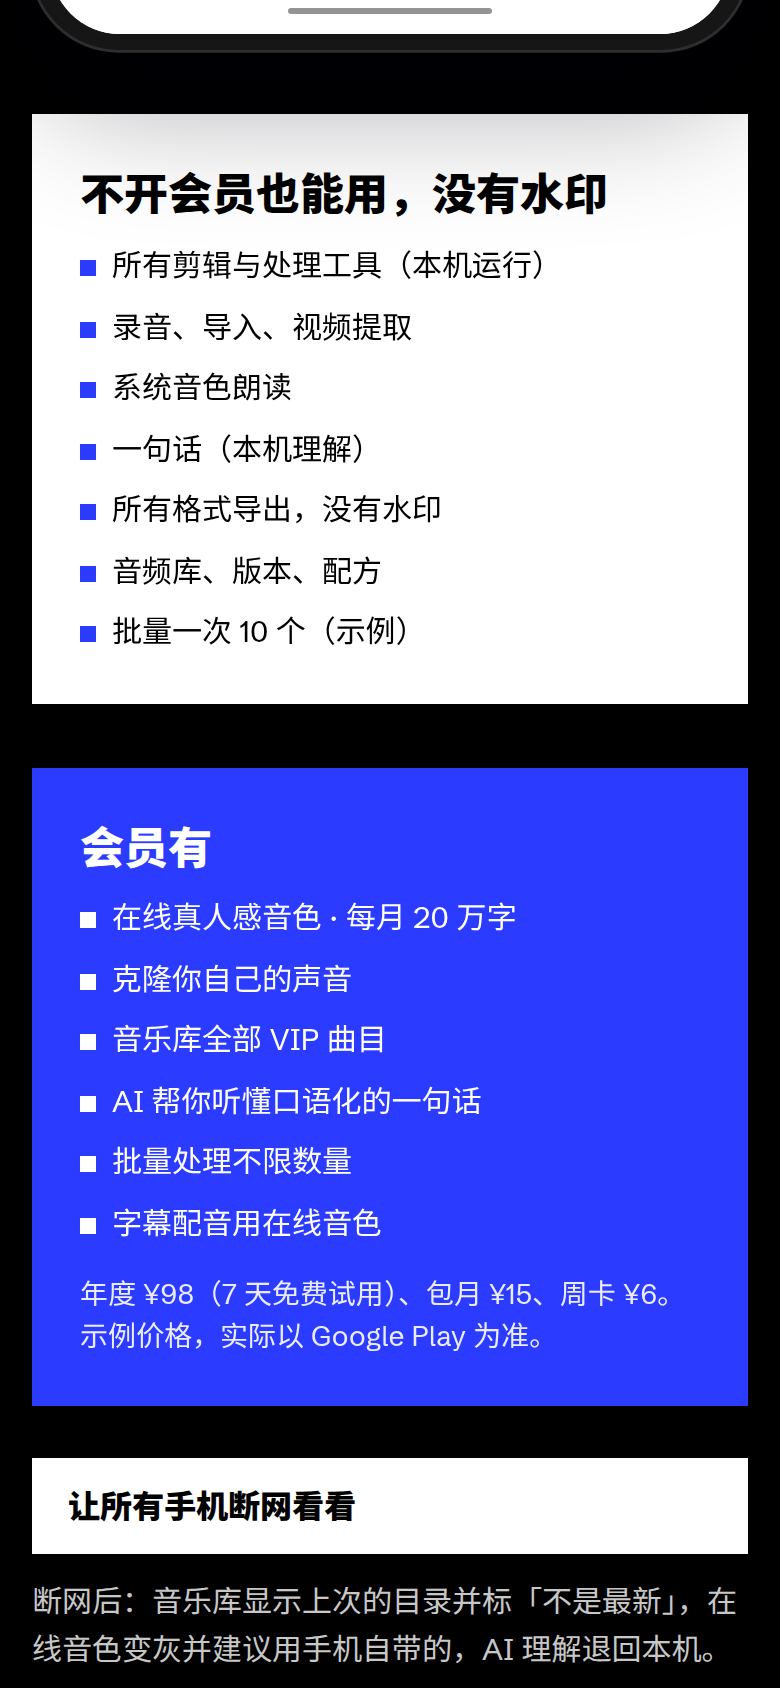 不开会员也能用，没有水印
所有剪辑与处理工具（本机运行）
录音、导入、视频提取
系统音色朗读
一句话（本机理解）
所有格式导出，没有水印
音频库、版本、配方
批量一次 10 个（示例）
会员有
在线真人感音色 · 每月 20 万字
克隆你自己的声音
音乐库全部 VIP 曲目
AI 帮你听懂口语化的一句话
批量处理不限数量
字幕配音用在线音色
年度 ¥98（7 天免费试用）、包月 ¥15、周卡 ¥6。
示例价格，实际以 Google Play 为准。
让所有手机断网看看
断网后：音乐库显示上次的目录并标「不是最新」，在
线音色变灰并建议用手机自带的，AI 理解退回本机。